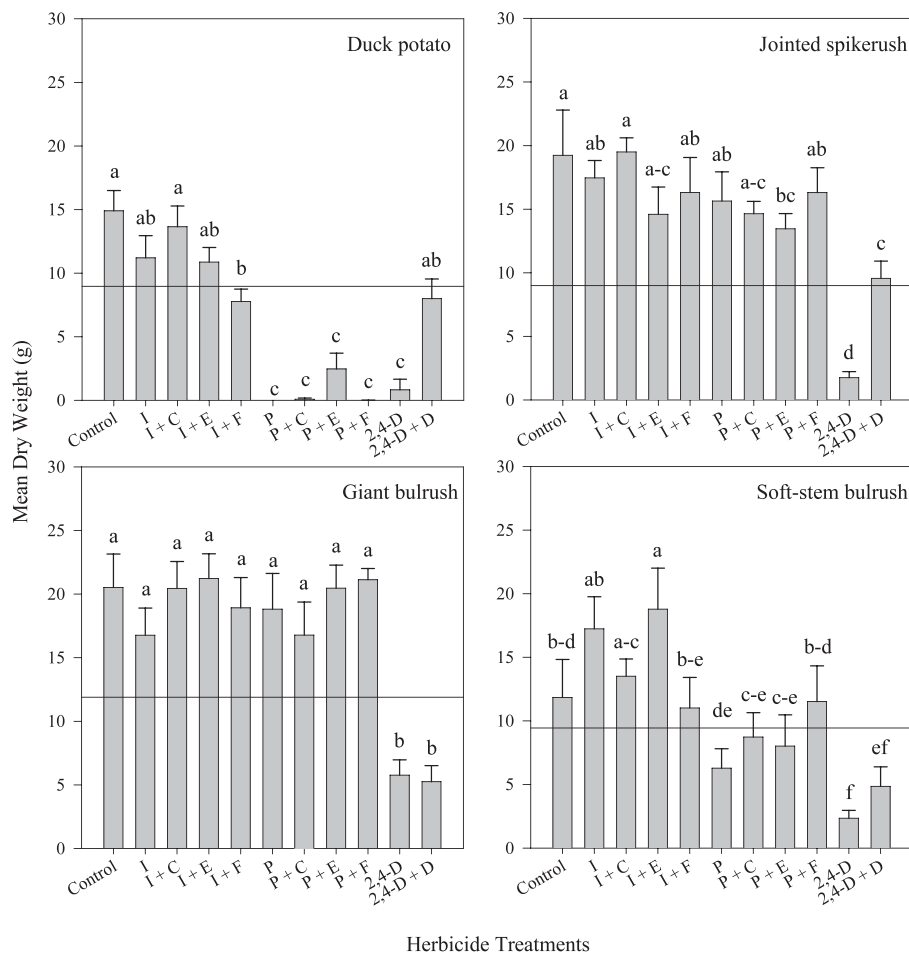 Mean Dry Weight (g)
Duck potato
30
25
20
15
10
5
0
a
ab
a
ab
b
c
c
c
c
c
ab
Control
I
I + C
I + E
I + F
P
P + C
P + E
P + F
2,4-D
2,4-D + D
Jointed spikerush
30
25
20
15
10
5
0
a
ab
a
a-c
ab
ab
a-c
bc
ab
d
c
Control
I
I + C
I + E
I + F
P
P + C
P + E
P + F
2,4-D
2,4-D + D
Giant bulrush
30
25
20
15
10
5
0
a
a
a
a
a
a
a
a
a
b
b
Control
I
I + C
I + E
I + F
P
P + C
P + E
P + F
2,4-D
2,4-D + D
Soft-stem bulrush
30
25
20
15
10
5
0
b-d
ab
a-c
a
b-e
de
c-e
c-e
b-d
f
ef
Control
I
I + C
I + E
I + F
P
P + C
P + E
P + F
2,4-D
2,4-D + D
Herbicide Treatments